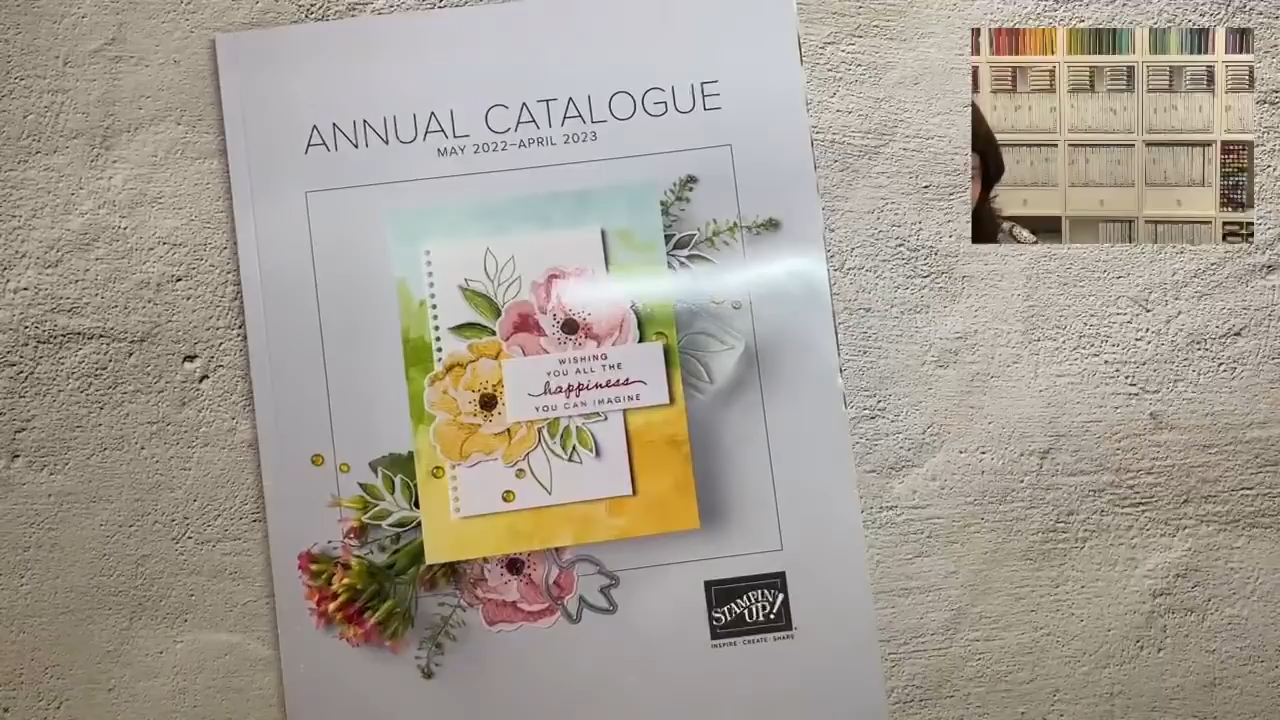 ANNUAL CATALOGUE
MAY 2022–APRIL 2023
WISHING
YOU ALL THE
happiness
YOU CAN IMAGINE
STAMPIN'
UP!
INSPIRE · CREATE · SHARE